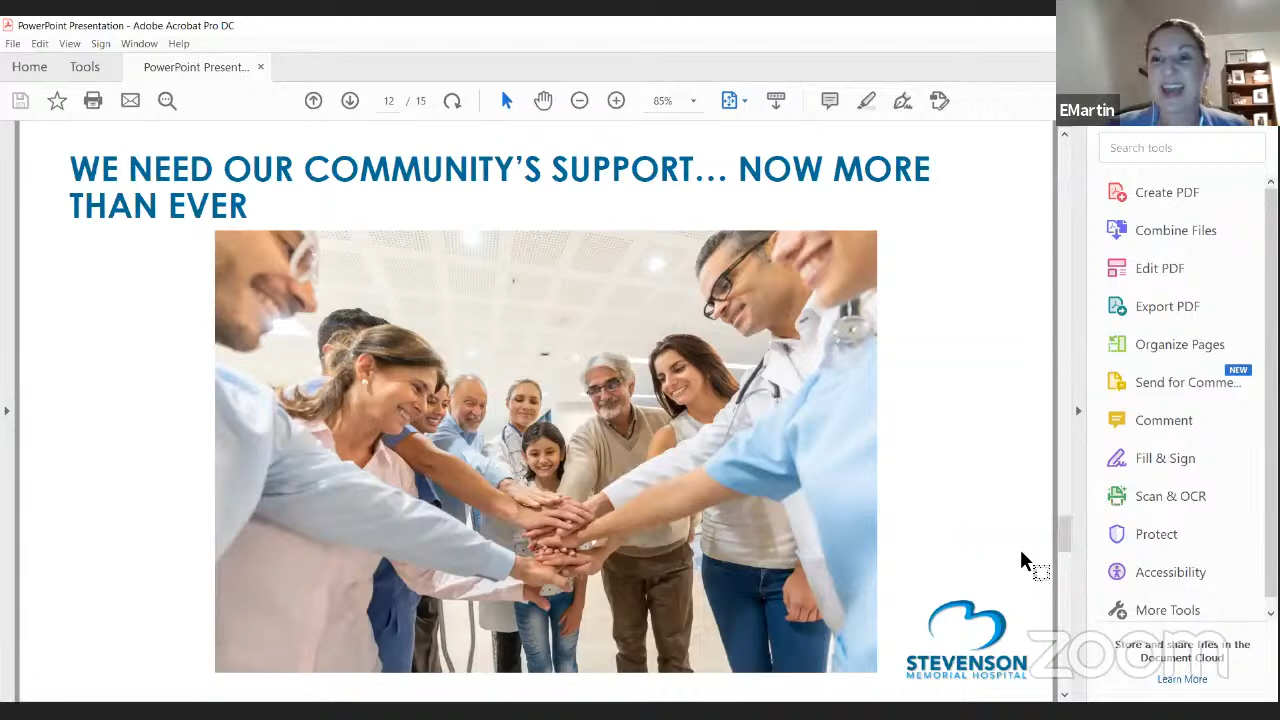 PowerPoint Presentation - Adobe Acrobat Pro DC
File Edit View Sign Window Help
Home Tools PowerPoint Present... ×
12 / 15 85%
EMartin
Search tools
WE NEED OUR COMMUNITY'S SUPPORT... NOW MORE
THAN EVER
Create PDF
Combine Files
Edit PDF
Export PDF
Organize Pages
NEW
Send for Comme...
Comment
Fill & Sign
Scan & OCR
Protect
Accessibility
More Tools
STEVENSON
MEMORIAL HOSPITAL
zoom
Store and share files in the
Document Cloud
Learn More